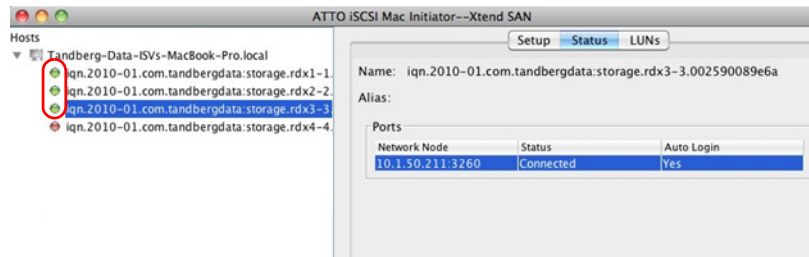 ATTO iSCSI Mac Initiator--Xtend SAN
Hosts
Tandberg-Data-ISVs-MacBook-Pro.local
iqn.2010-01.com.tandbergdata:storage.rdx1-1.
iqn.2010-01.com.tandbergdata:storage.rdx2-2.
iqn.2010-01.com.tandbergdata:storage.rdx3-3.
iqn.2010-01.com.tandbergdata:storage.rdx4-4.
Setup Status LUNs
Name: iqn.2010-01.com.tandbergdata:storage.rdx3-3.002590089e6a
Alias:
Ports
Network Node Status Auto Login
10.1.50.211:3260 Connected Yes